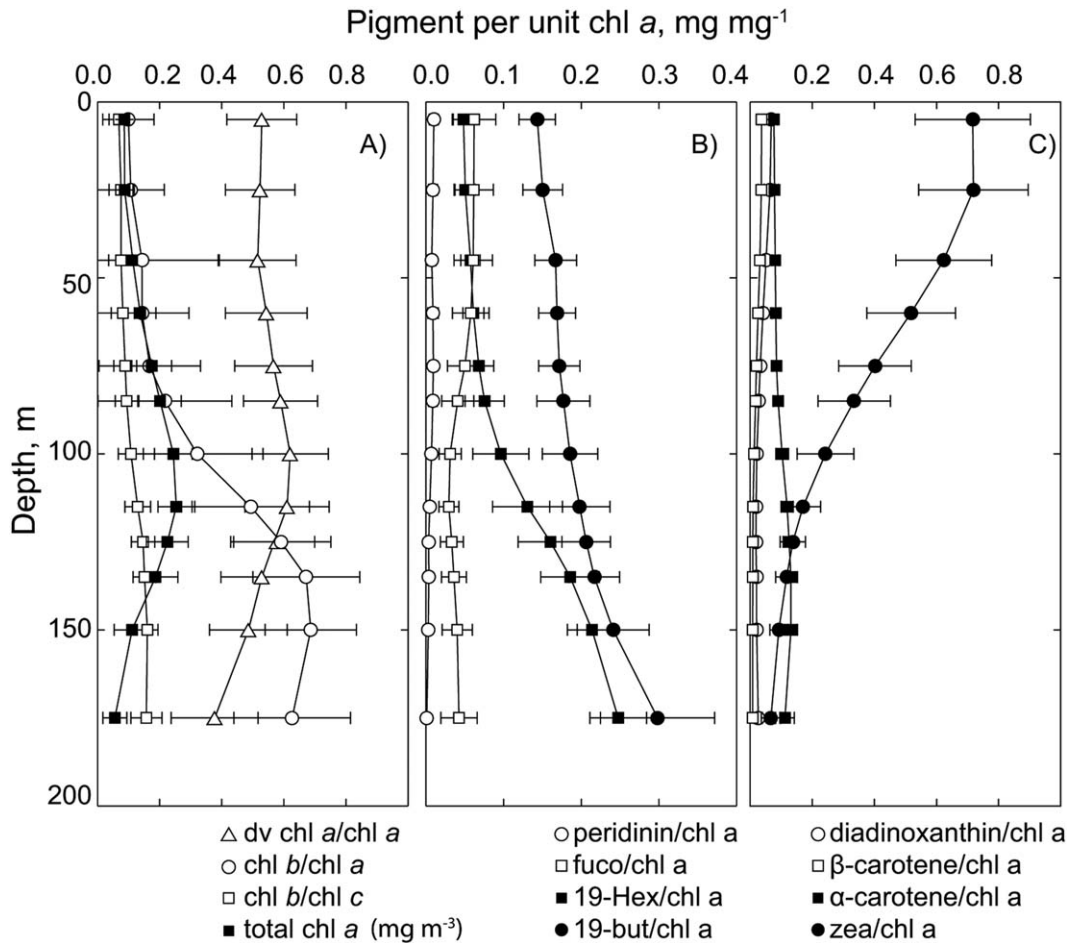 Pigment per unit chl a, mg mg⁻¹
0.0 0.2 0.4 0.6 0.8
0.0 0.1 0.2 0.3 0.4
0.2 0.4 0.6 0.8
A)
B)
C)
Depth, m
0
50
100
150
200
dv chl a/chl a
chl b/chl a
chl b/chl c
total chl a (mg m⁻³)
peridinin/chl a
fuco/chl a
19-Hex/chl a
19-but/chl a
diadinoxanthin/chl a
β-carotene/chl a
α-carotene/chl a
zea/chl a